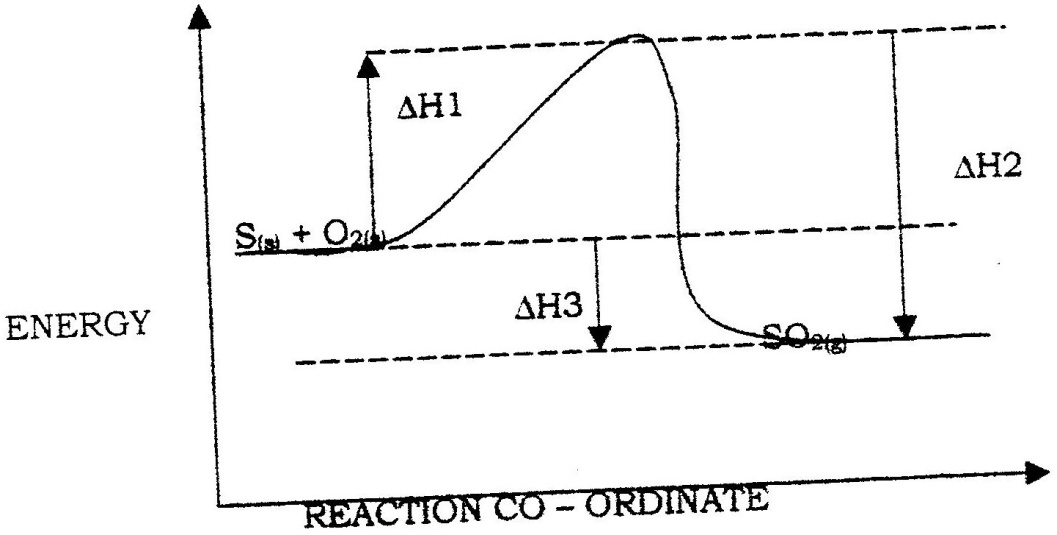 ΔH1
ΔH2
S(s) + O2(g)
ΔH3
ENERGY
SO2(g)
REACTION CO – ORDINATE